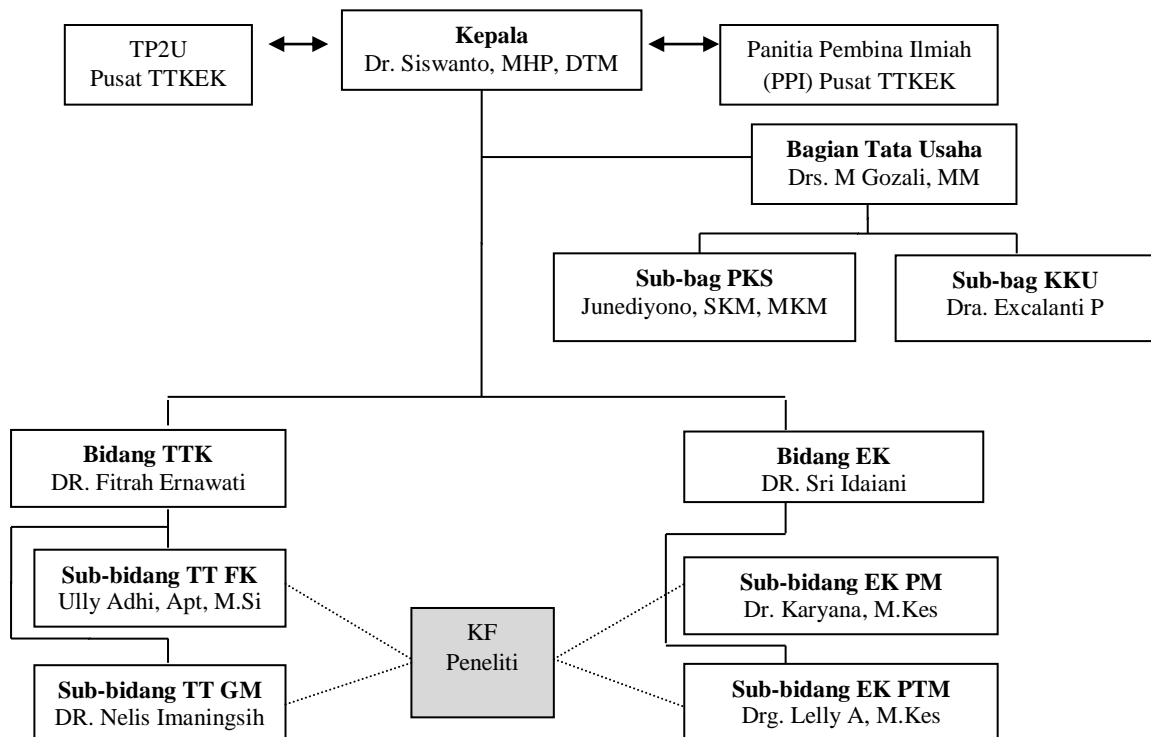 TP2U
Pusat TTKEK
Kepala
Dr. Siswanto, MHP, DTM
Panitia Pembina Ilmiah
(PPI) Pusat TTKEK
Bagian Tata Usaha
Drs. M Gozali, MM
Sub-bag PKS
Junediyono, SKM, MKM
Sub-bag KKU
Dra. Excalanti P
Bidang TTK
DR. Fitrah Ernawati
Bidang EK
DR. Sri Idaiani
Sub-bidang TT FK
Ully Adhi, Apt, M.Si
KF
Peneliti
Sub-bidang EK PM
Dr. Karyana, M.Kes
Sub-bidang TT GM
DR. Nelis Imaningsih
Sub-bidang EK PTM
Drg. Lelly A, M.Kes